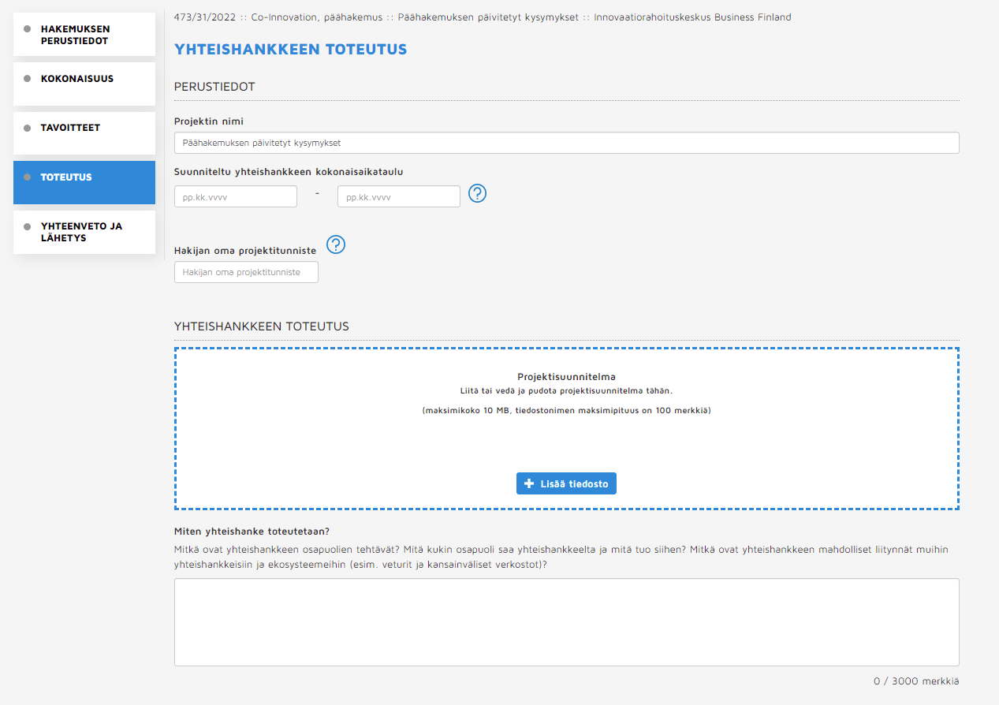 473/31/2022 :: Co-Innovation, päähakemus :: Päähakemuksen päivitetyt kysymykset :: Innovaatiorahoituskeskus Business Finland
HAKEMUKSEN
PERUSTIEDOT
KOKONAISUUS
TAVOITTEET
TOTEUTUS
YHTEENVETO JA
LÄHETYS
YHTEISHANKKEEN TOTEUTUS
PERUSTIEDOT
Projektin nimi
Päähakemuksen päivitetyt kysymykset
Suunniteltu yhteishankkeen kokonaisaikataulu
pp.kk.vvvv - pp.kk.vvvv ?
Hakijan oma projektitunniste ?
Hakijan oma projektitunniste
YHTEISHANKKEEN TOTEUTUS
Projektisuunnitelma
Liitä tai vedä ja pudota projektisuunnitelma tähän.
(maksimikoko 10 MB, tiedostonimen maksimipituus on 100 merkkiä)
+ Lisää tiedosto
Miten yhteishanke toteutetaan?
Mitkä ovat yhteishankkeen osapuolien tehtävät? Mitä kukin osapuoli saa yhteishankkeelta ja mitä tuo siihen? Mitkä ovat yhteishankkeen mahdolliset liitynnät muihin
yhteishankkeisiin ja ekosysteemeihin (esim. veturit ja kansainväliset verkostot)?
0 / 3000 merkkiä